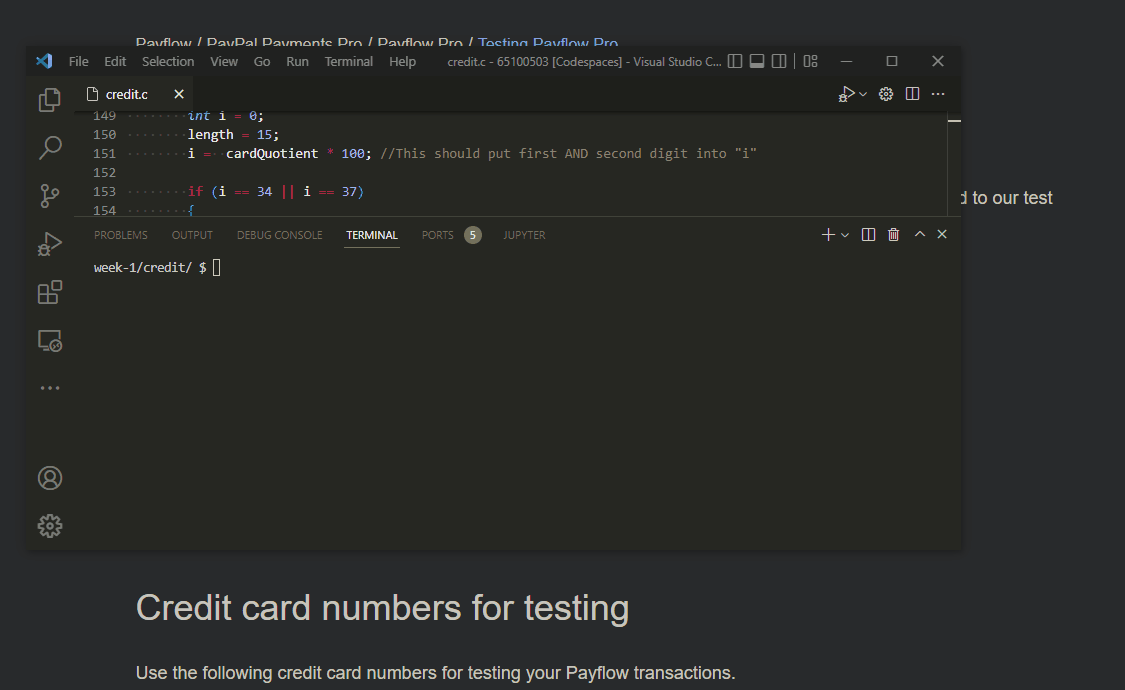 Payflow / PayPal Payments Pro / Payflow Pro / Testing Payflow Pro
File Edit Selection View Go Run Terminal Help credit.c - 65100503 [Codespaces] - Visual Studio C...
credit.c
149 int i = 0;
150 length = 15;
151 i = cardQuotient * 100; //This should put first AND second digit into "i"
152
153 if (i == 34 || i == 37)
154 {
d to our test
PROBLEMS OUTPUT DEBUG CONSOLE TERMINAL PORTS 5 JUPYTER
week-1/credit/ $
Credit card numbers for testing
Use the following credit card numbers for testing your Payflow transactions.